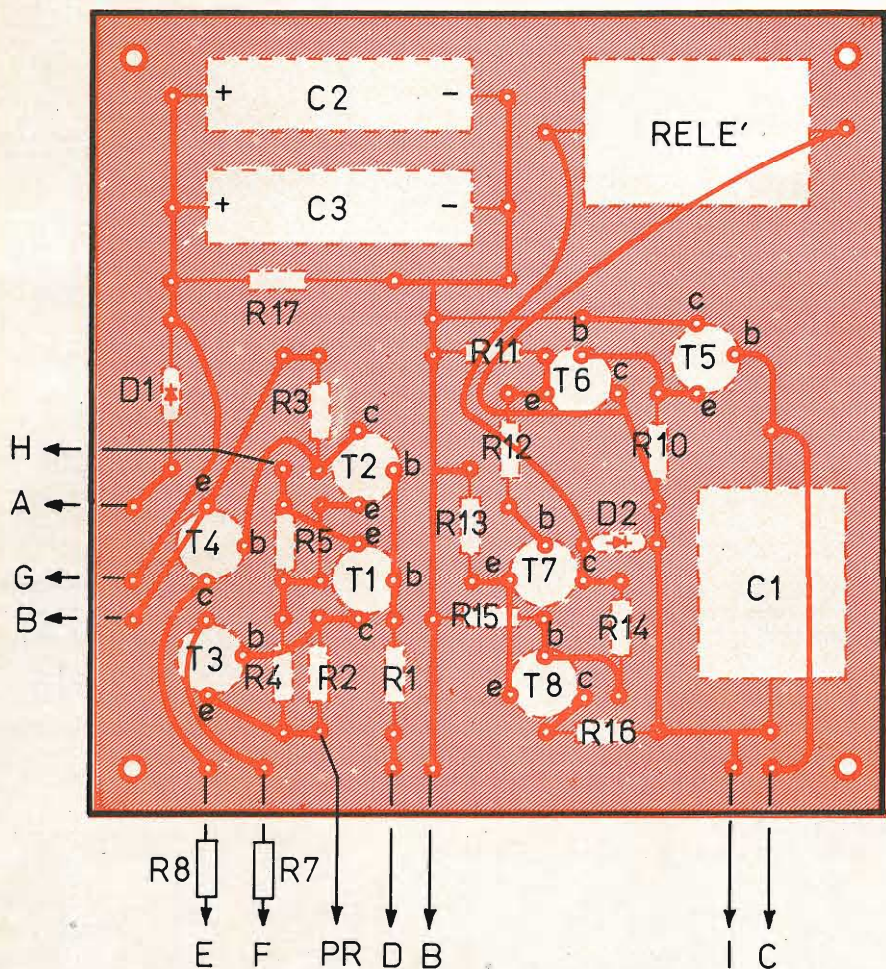 + C2 -
RELE'
+ C3 -
R17
c
b
b
R11
T6
T5
D1
R3
c
e
c
e
H
T2
b
R12
R10
A
e
e
R13
b
D2
T4
b
R5
e
e
T7
c
C1
G
c
T1
b
B
c
R15
R14
T3
b
R4
R2
R1
b
e
e
T8
c
R16
R8
R7
E F PR D B I C